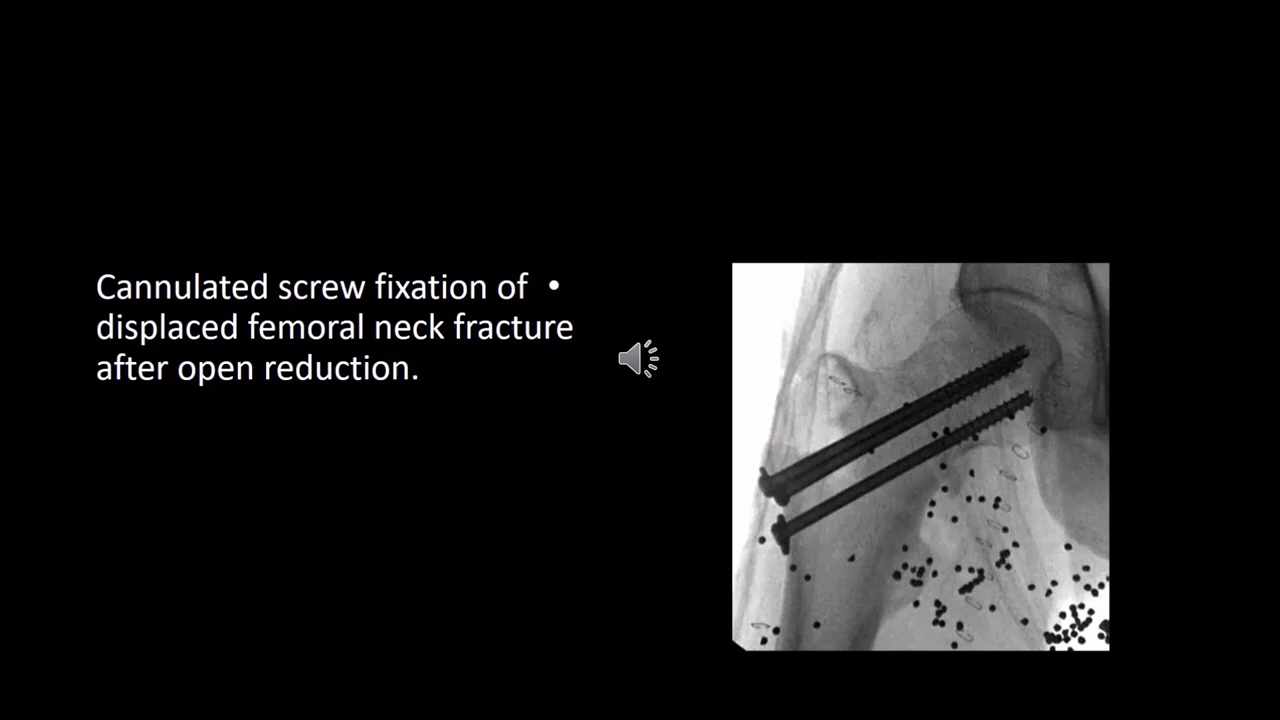 Cannulated screw fixation of •
displaced femoral neck fracture
after open reduction.